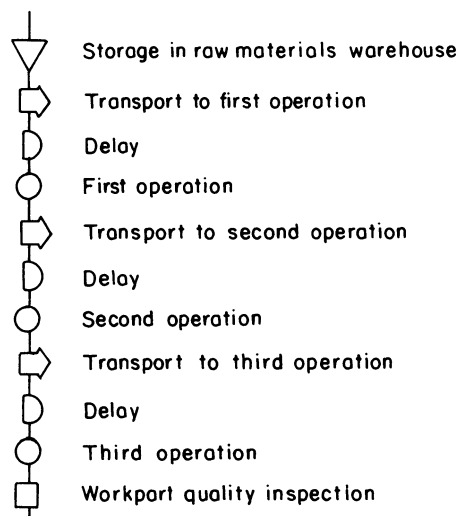 Storage in raw materials warehouse
Transport to first operation
Delay
First operation
Transport to second operation
Delay
Second operation
Transport to third operation
Delay
Third operation
Workpart quality inspection